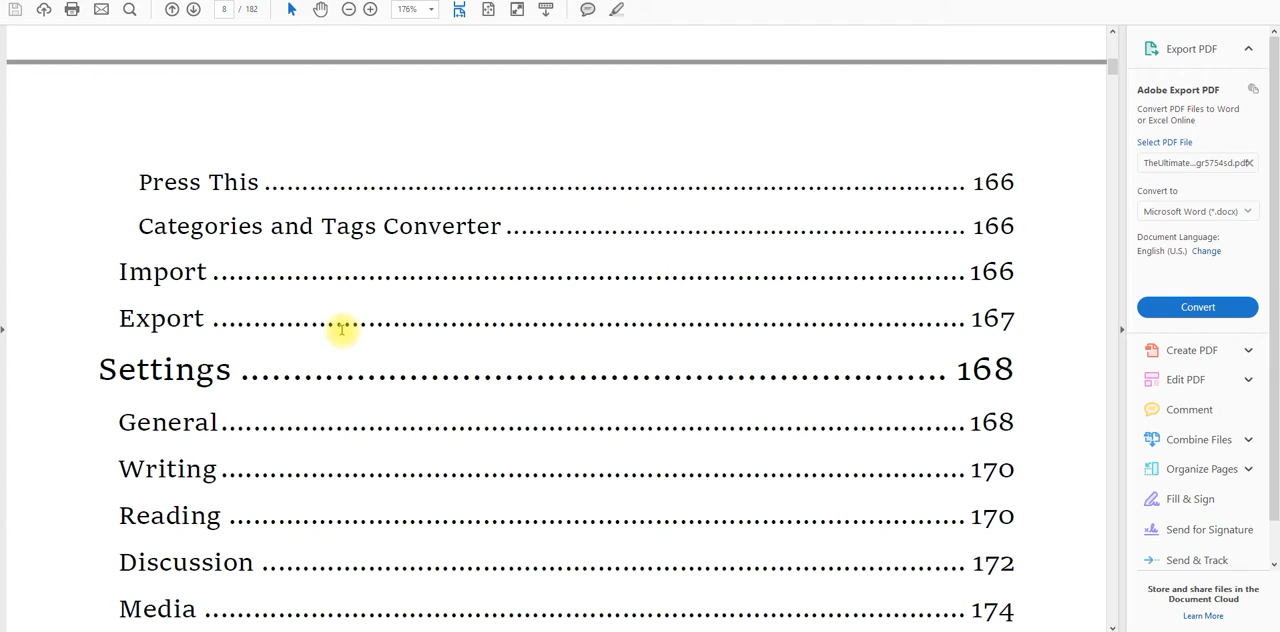 8 / 182
176%
Press This 166
Categories and Tags Converter 166
Import 166
Export 167
Settings 168
General 168
Writing 170
Reading 170
Discussion 172
Media 174
Export PDF
Adobe Export PDF
Convert PDF Files to Word
or Excel Online
Select PDF File
TheUltimate...gr5754sd.pdf
Convert to
Microsoft Word (*.docx)
Document Language:
English (U.S.) Change
Convert
Create PDF
Edit PDF
Comment
Combine Files
Organize Pages
Fill & Sign
Send for Signature
Send & Track
Store and share files in the
Document Cloud
Learn More